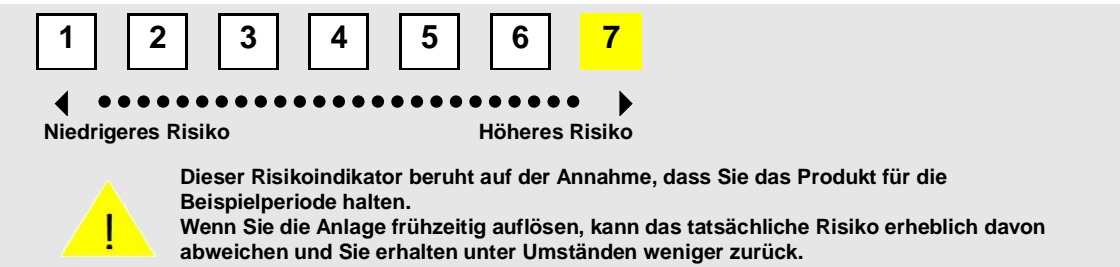 1 2 3 4 5 6 7
Niedrigeres Risiko Höheres Risiko
Dieser Risikoindikator beruht auf der Annahme, dass Sie das Produkt für die
Beispielperiode halten.
Wenn Sie die Anlage frühzeitig auflösen, kann das tatsächliche Risiko erheblich davon
abweichen und Sie erhalten unter Umständen weniger zurück.
!